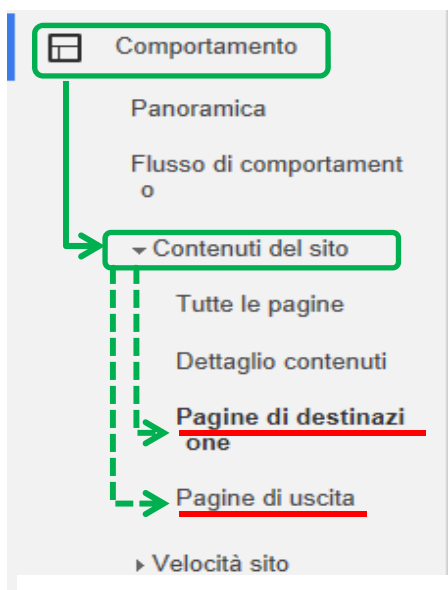 Comportamento
Panoramica
Flusso di comportament
o
Contenuti del sito
Tutte le pagine
Dettaglio contenuti
Pagine di destinazi
one
Pagine di uscita
Velocità sito